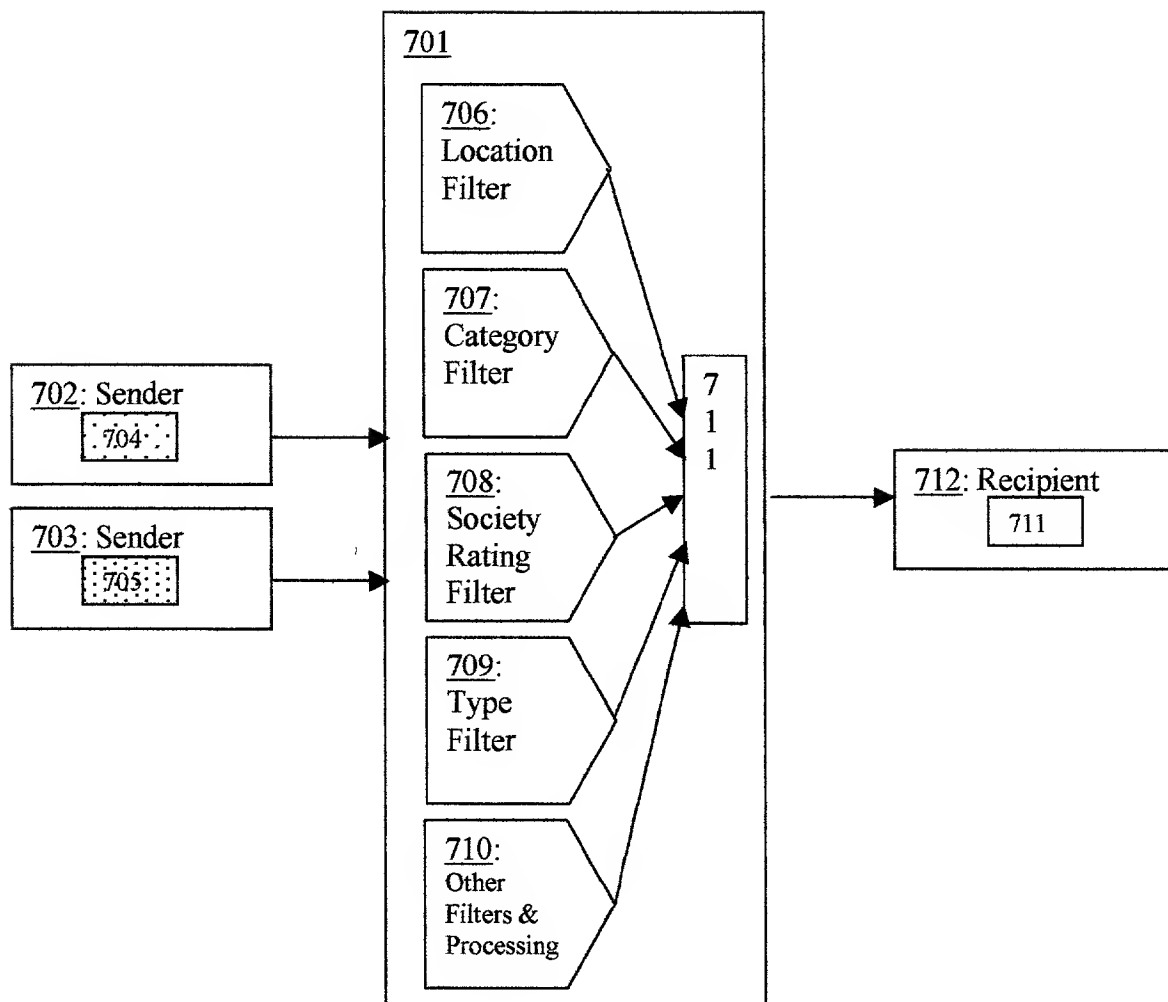 701
706:
Location
Filter
707:
Category
Filter
702: Sender
704
703: Sender
705
708:
Society
Rating
Filter
7
1
1
712: Recipient
711
709:
Type
Filter
710:
Other
Filters &
Processing